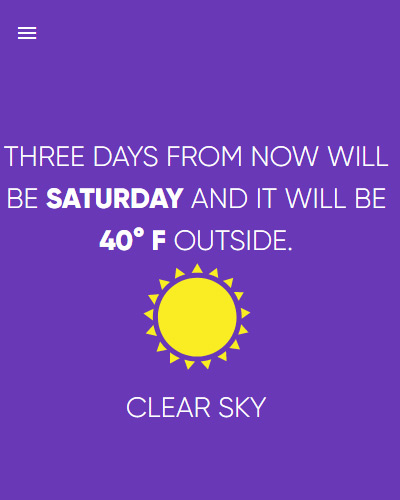 THREE DAYS FROM NOW WILL
BE SATURDAY AND IT WILL BE
40° F OUTSIDE.
CLEAR SKY